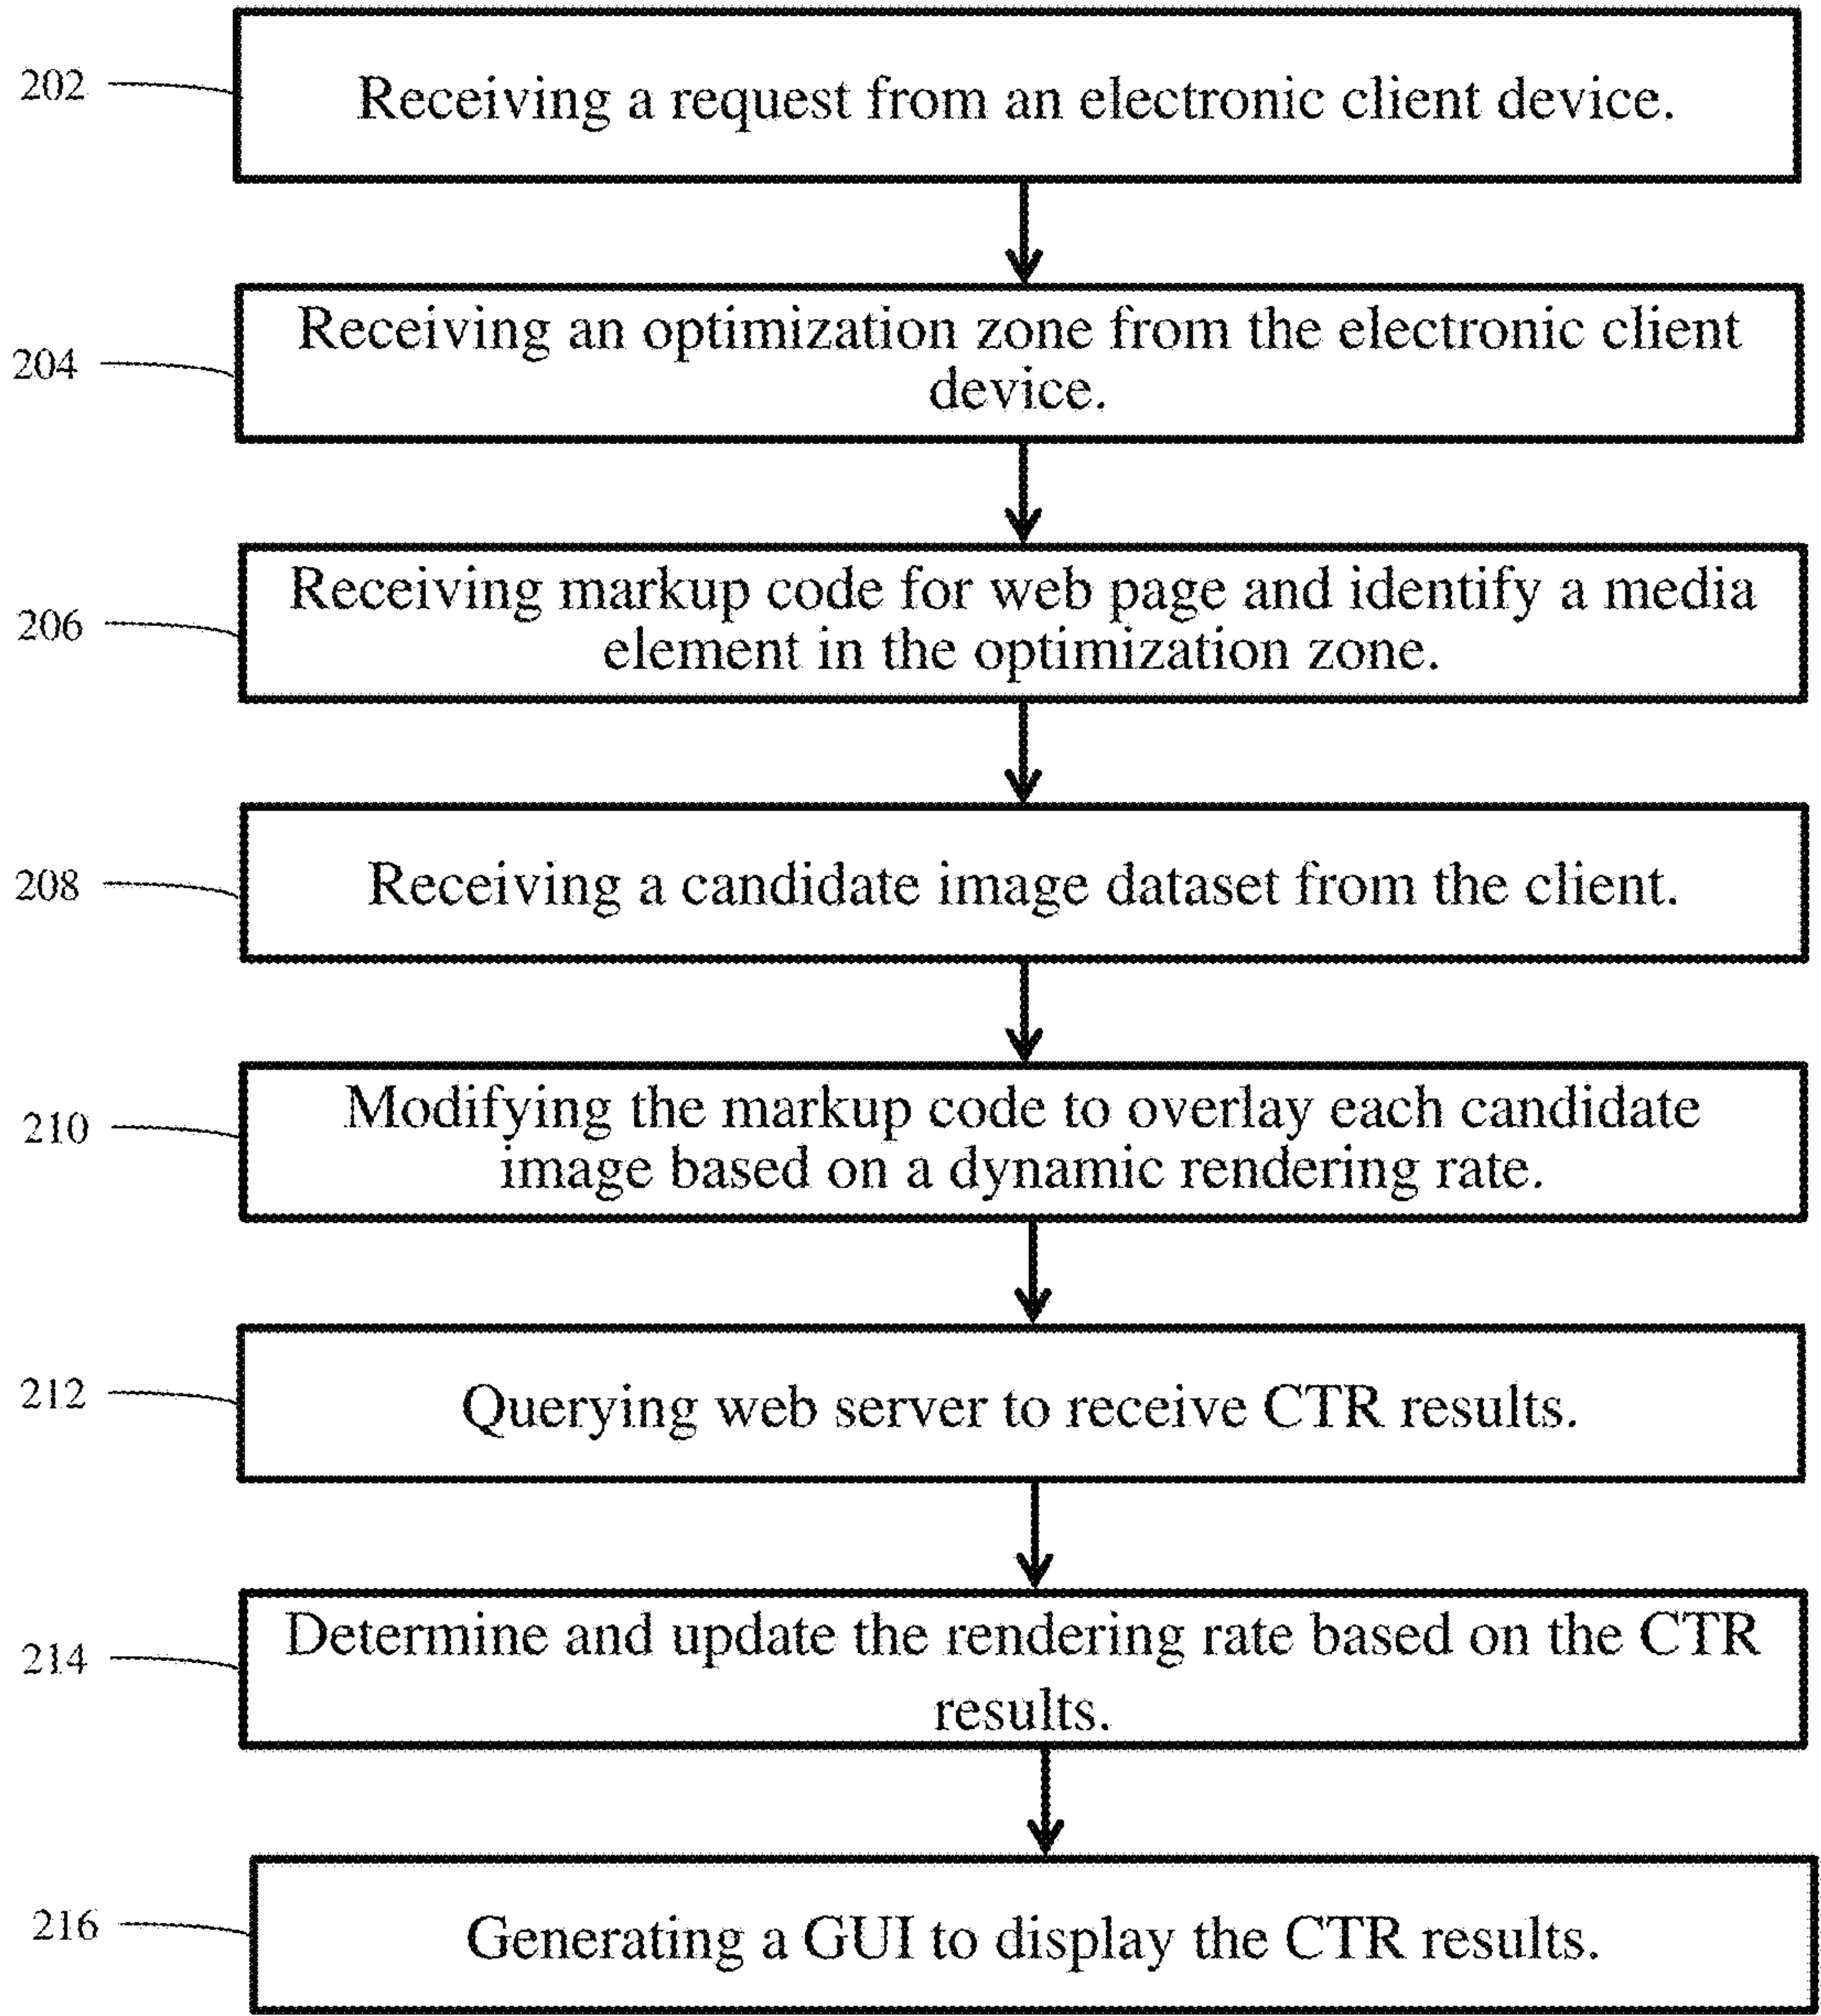 202
Receiving a request from an electronic client device.
204
Receiving an optimization zone from the electronic client
device.
206
Receiving markup code for web page and identify a media
element in the optimization zone.
208
Receiving a candidate image dataset from the client.
210
Modifying the markup code to overlay each candidate
image based on a dynamic rendering rate.
212
Querying web server to receive CTR results.
214
Determine and update the rendering rate based on the CTR
results.
216
Generating a GUI to display the CTR results.